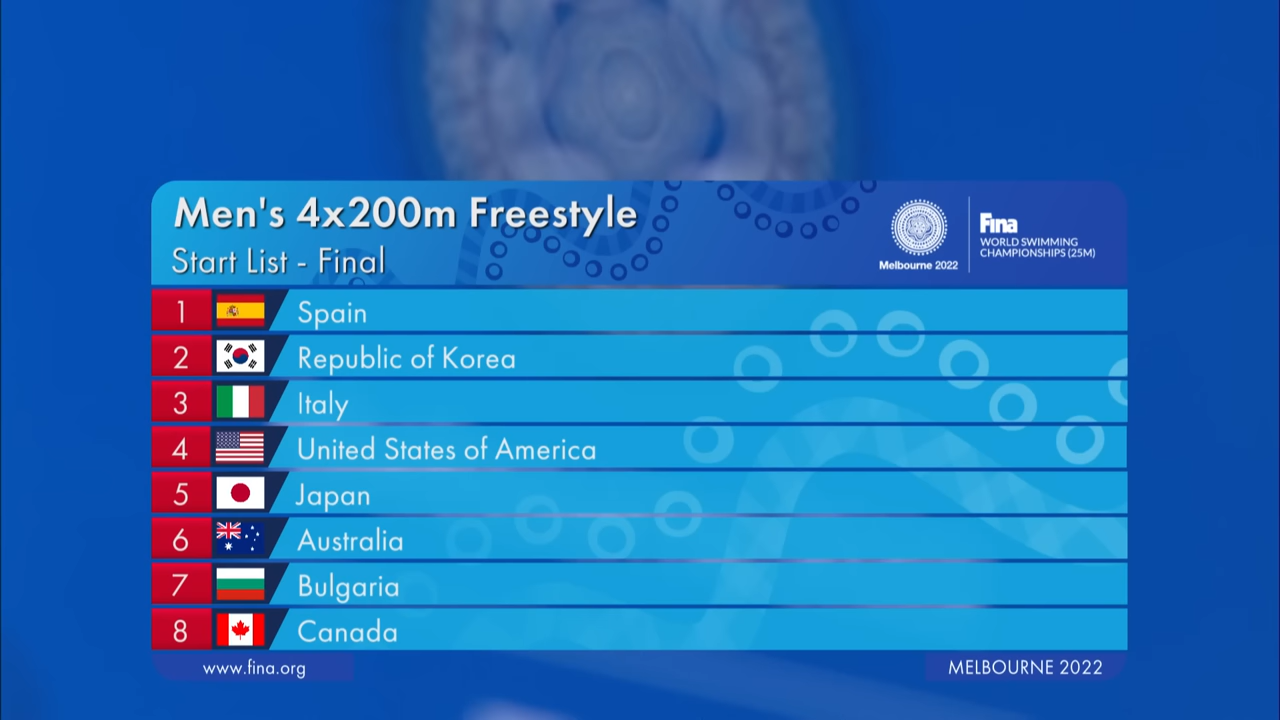 Men's 4x200m Freestyle
Start List - Final
Melbourne 2022
Fina
WORLD SWIMMING
CHAMPIONSHIPS (25M)
1 Spain
2 Republic of Korea
3 Italy
4 United States of America
5 Japan
6 Australia
7 Bulgaria
8 Canada
www.fina.org
MELBOURNE 2022